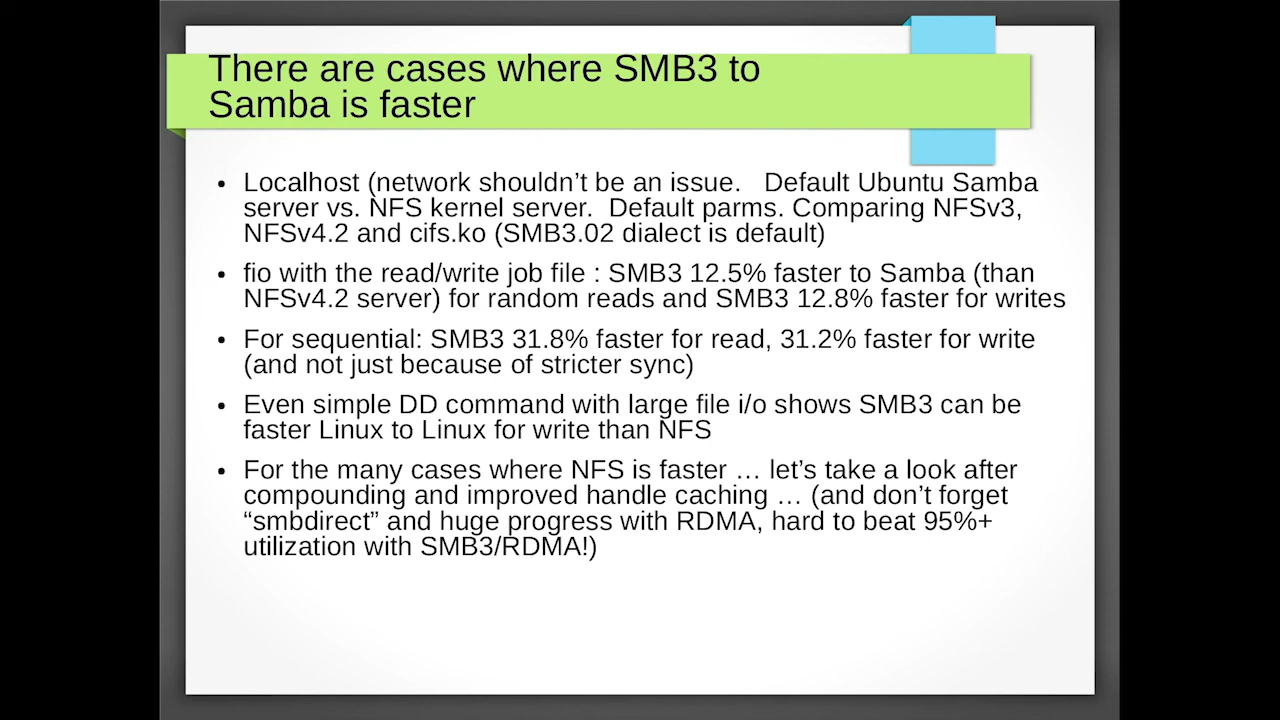 There are cases where SMB3 to
Samba is faster
• Localhost (network shouldn’t be an issue.   Default Ubuntu Samba
server vs. NFS kernel server.  Default parms. Comparing NFSv3,
NFSv4.2 and cifs.ko (SMB3.02 dialect is default)
• fio with the read/write job file : SMB3 12.5% faster to Samba (than
NFSv4.2 server) for random reads and SMB3 12.8% faster for writes
• For sequential: SMB3 31.8% faster for read, 31.2% faster for write
(and not just because of stricter sync)
• Even simple DD command with large file i/o shows SMB3 can be
faster Linux to Linux for write than NFS
• For the many cases where NFS is faster … let’s take a look after
compounding and improved handle caching … (and don’t forget
“smbdirect” and huge progress with RDMA, hard to beat 95%+
utilization with SMB3/RDMA!)